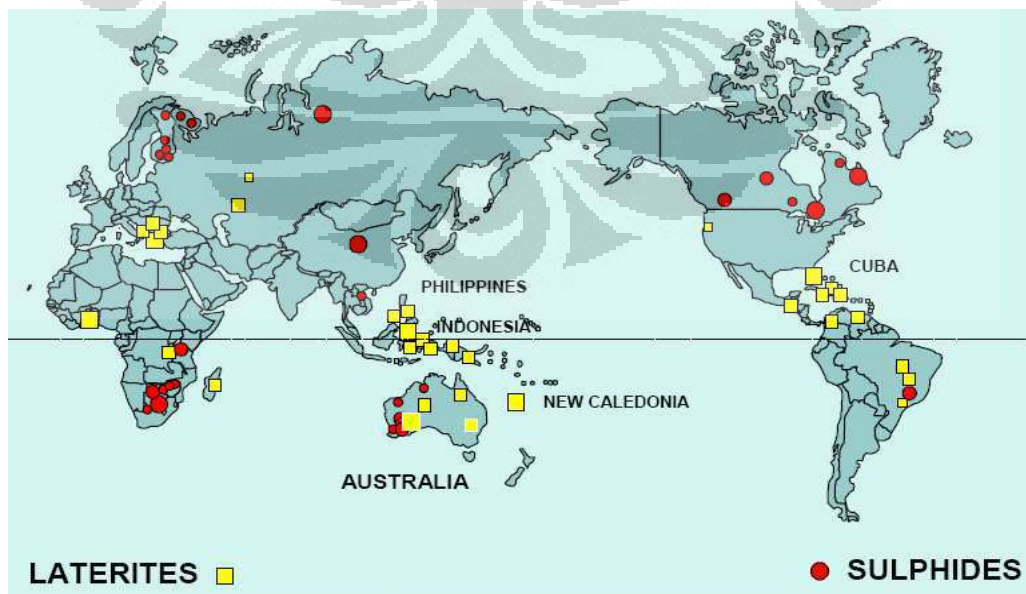 CUBA
PHILIPPINES
INDONESIA
NEW CALEDONIA
AUSTRALIA
LATERITES
SULPHIDES